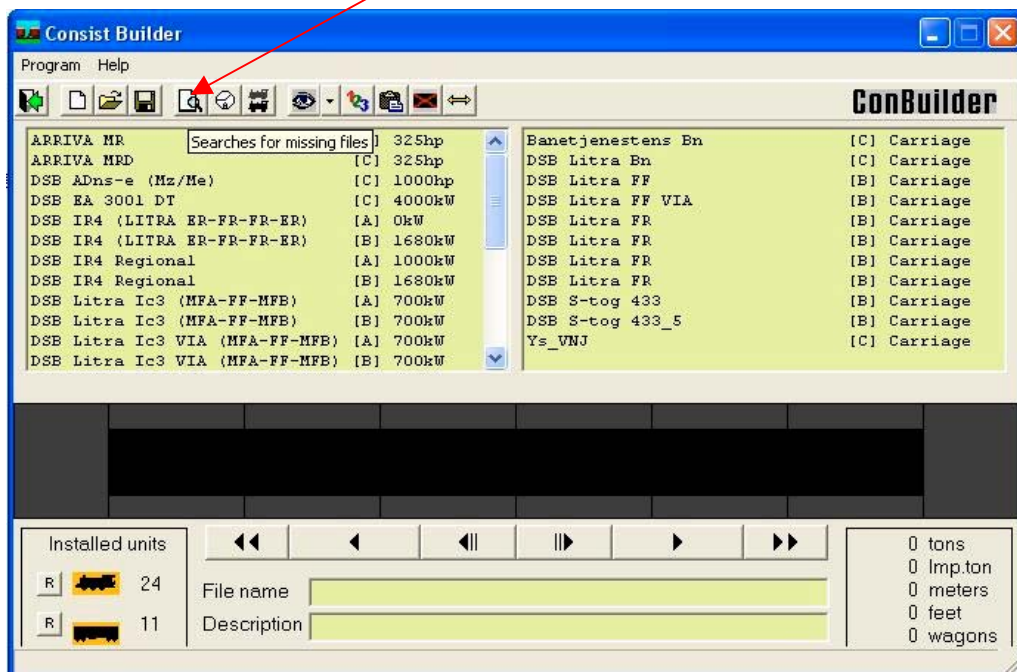 Consist Builder
Program Help
123
ConBuilder
Searches for missing files
ARRIVA MR ] 325hp
ARRIVA MRD [C] 325hp
DSB ADns-e (Mz/Me) [C] 1000hp
DSB EA 3001 DT [C] 4000kW
DSB IR4 (LITRA ER-FR-FR-ER) [A] 0kW
DSB IR4 (LITRA ER-FR-FR-ER) [B] 1680kW
DSB IR4 Regional [A] 1000kW
DSB IR4 Regional [B] 1680kW
DSB Litra Ic3 (MFA-FF-MFB) [A] 700kW
DSB Litra Ic3 (MFA-FF-MFB) [B] 700kW
DSB Litra Ic3 VIA (MFA-FF-MFB) [A] 700kW
DSB Litra Ic3 VIA (MFA-FF-MFB) [B] 700kW
Banetjenestens Bn [C] Carriage
DSB Litra Bn [C] Carriage
DSB Litra FF [B] Carriage
DSB Litra FF VIA [B] Carriage
DSB Litra FR [B] Carriage
DSB Litra FR [B] Carriage
DSB Litra FR [B] Carriage
DSB Litra FR [B] Carriage
DSB S-tog 433 [B] Carriage
DSB S-tog 433_5 [B] Carriage
Ys_VNJ [C] Carriage
Installed units
R 24
R 11
File name
Description
0 tons
0 Imp.ton
0 meters
0 feet
0 wagons